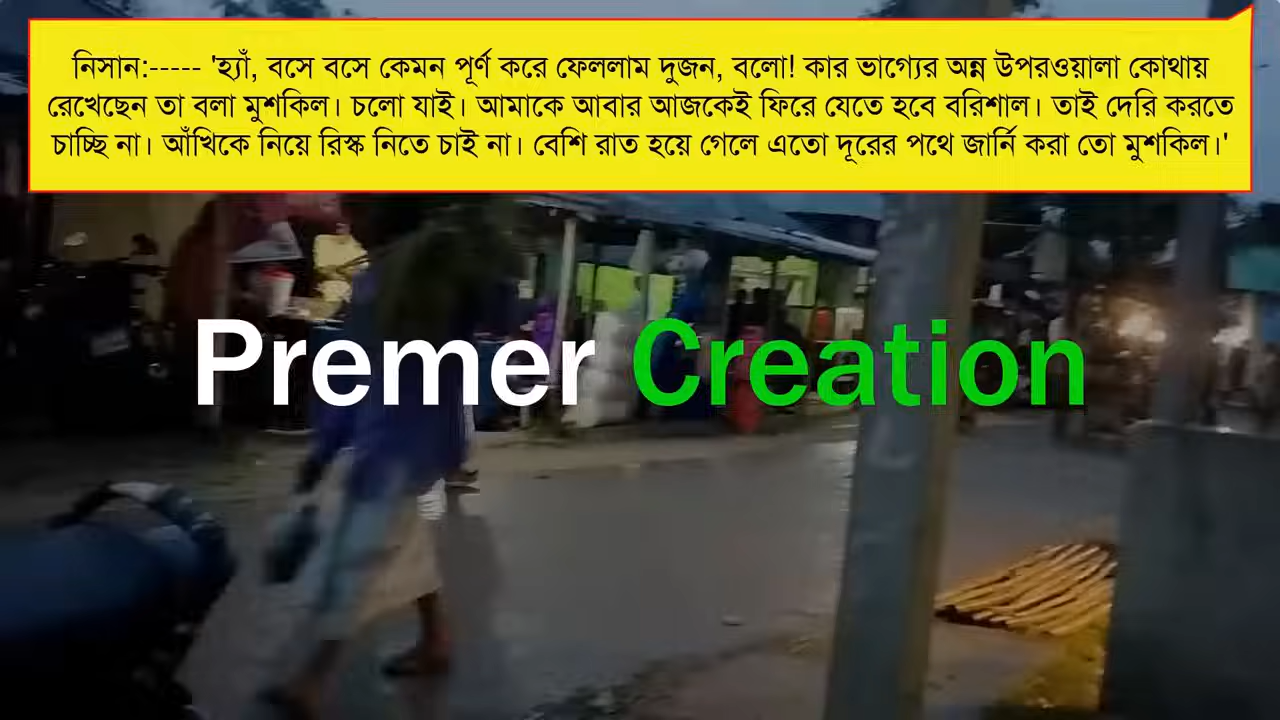 নিসান:----- 'হ্যাঁ, বসে বসে কেমন পূর্ণ করে ফেললাম দুজন, বলো! কার ভাগ্যের অন্ন উপরওয়ালা কোথায়
রেখেছেন তা বলা মুশকিল। চলো যাই। আমাকে আবার আজকেই ফিরে যেতে হবে বরিশাল। তাই দেরি করতে
চাচ্ছি না। আঁখিকে নিয়ে রিস্ক নিতে চাই না। বেশি রাত হয়ে গেলে এতো দূরের পথে জার্নি করা তো মুশকিল।'
Premer Creation